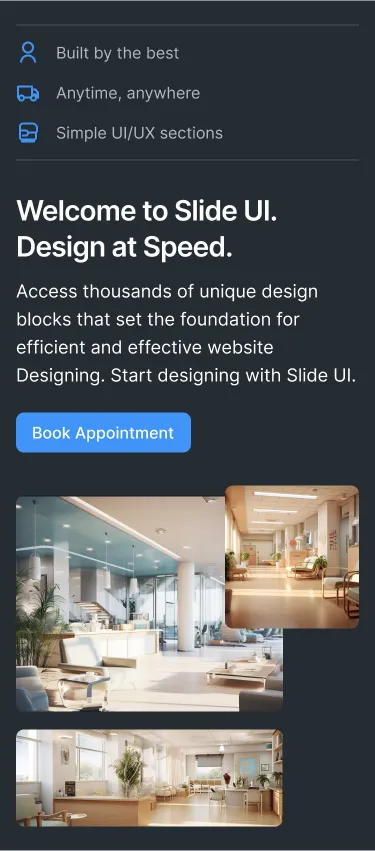 Built by the best
Anytime, anywhere
Simple UI/UX sections
Welcome to Slide UI.
Design at Speed.
Access thousands of unique design
blocks that set the foundation for
efficient and effective website
Designing. Start designing with Slide UI.
Book Appointment